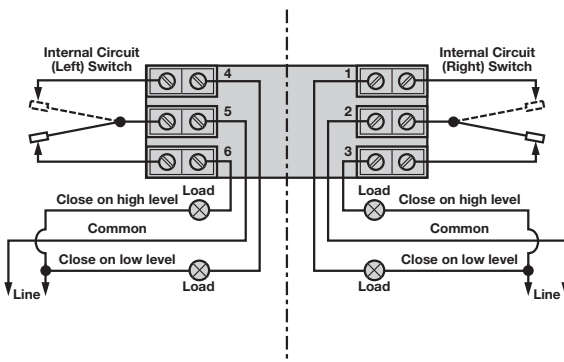 Internal Circuit
(Left) Switch
4
5
6
Load
Close on high level
Common
Close on low level
Load
Line
Internal Circuit
(Right) Switch
1
2
3
Load
Close on high level
Common
Close on low level
Load
Line